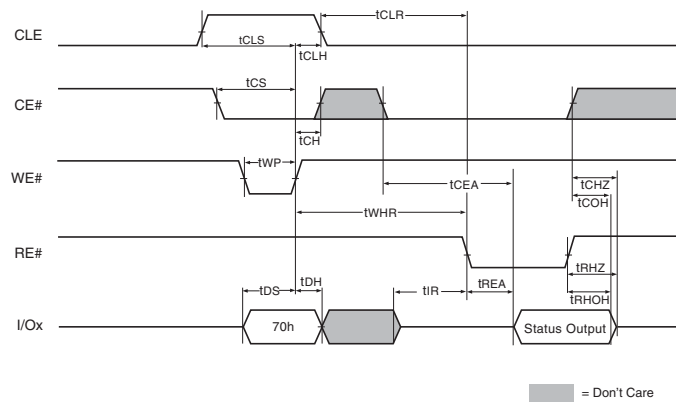 tCLR
CLE
tCLS
tCLH
tCS
CE#
tCH
tWP
WE#
tCEA
tCHZ
tCOH
tWHR
RE#
tRHZ
tDS
tDH
tIR
tREA
tRHOH
I/Ox
70h
Status Output
= Don't Care